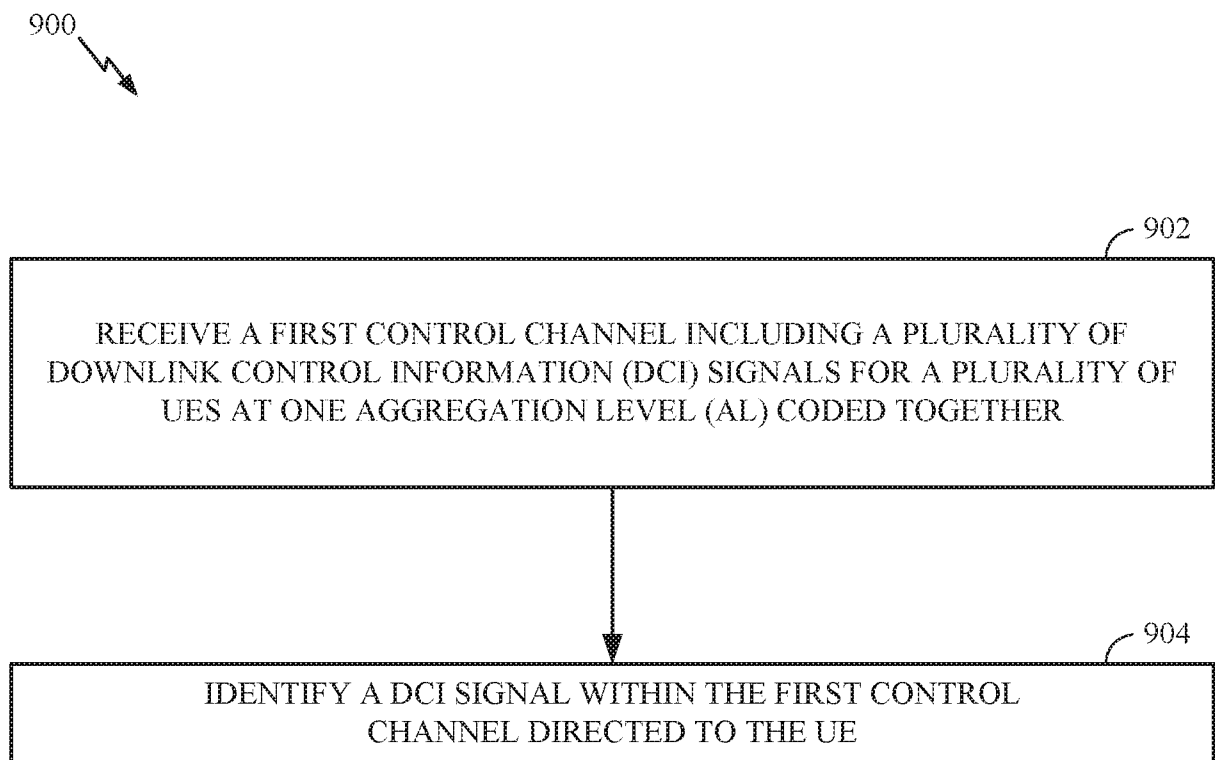 900
902
RECEIVE A FIRST CONTROL CHANNEL INCLUDING A PLURALITY OF
DOWNLINK CONTROL INFORMATION (DCI) SIGNALS FOR A PLURALITY OF
UES AT ONE AGGREGATION LEVEL (AL) CODED TOGETHER
904
IDENTIFY A DCI SIGNAL WITHIN THE FIRST CONTROL
CHANNEL DIRECTED TO THE UE